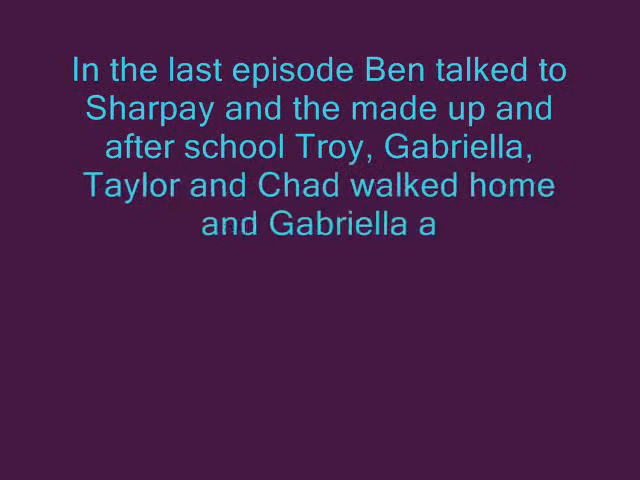 In the last episode Ben talked to
Sharpay and the made up and
after school Troy, Gabriella,
Taylor and Chad walked home
and Gabriella a